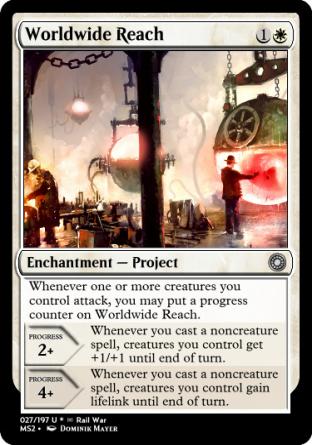 Worldwide Reach 1
Enchantment — Project
Whenever one or more creatures you
control attack, you may put a progress
counter on Worldwide Reach.
PROGRESS
2+
Whenever you cast a noncreature
spell, creatures you control get
+1/+1 until end of turn.
PROGRESS
4+
Whenever you cast a noncreature
spell, creatures you control gain
lifelink until end of turn.
027/197 U * Rail War
MS2 • Dominik Mayer